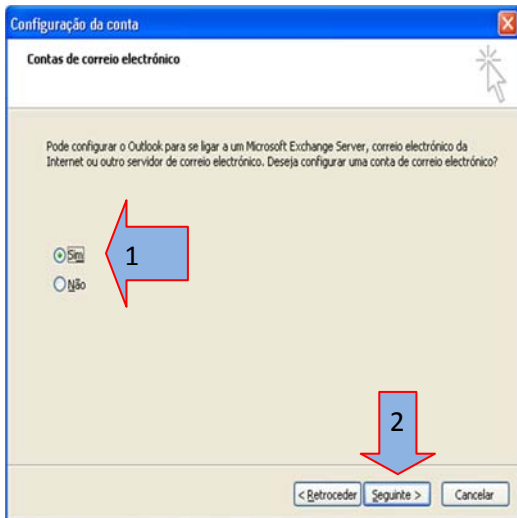 Configuração da conta
Contas de correio electrónico
Pode configurar o Outlook para se ligar a um Microsoft Exchange Server, correio electrónico da
Internet ou outro servidor de correio electrónico. Deseja configurar uma conta de correio electrónico?
Sim
1
Não
2
< Retroceder
Seguinte >
Cancelar